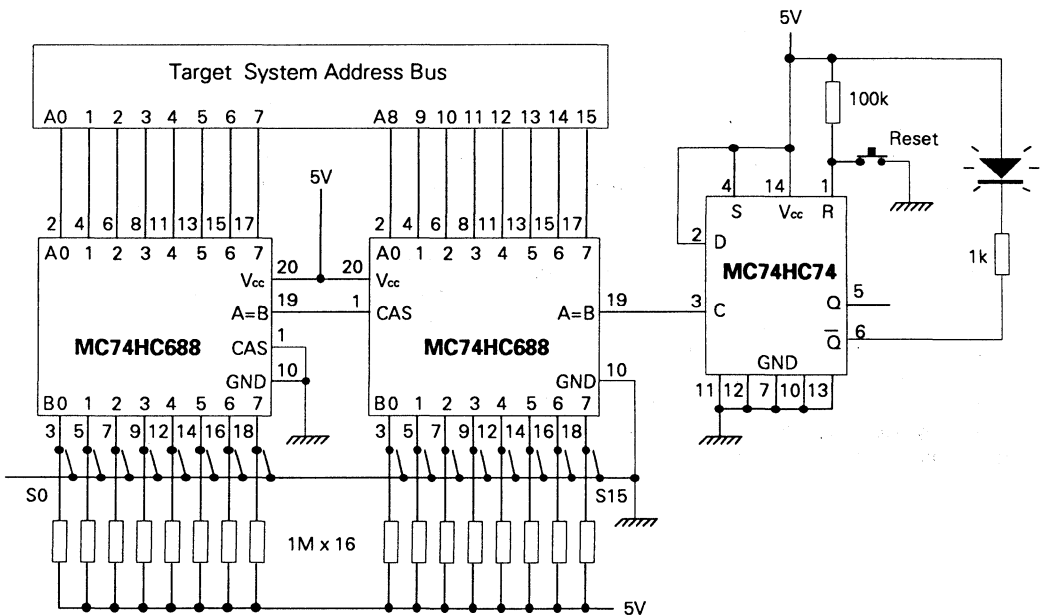 5V
Target System Address Bus
A0 1 2 3 4 5 6 7
A8 9 10 11 12 13 14 15
100k
Reset
5V
4 14 1
S Vcc R
2 4 6 8 11 13 15 17
2 4 6 8 11 13 15 17
A0 1 2 3 4 5 6 7
A0 1 2 3 4 5 6 7
2 D
MC74HC74
1k
Vcc 20
20 Vcc
A=B 19
1 CAS
A=B 19
3 C
Q 5
MC74HC688
CAS 1
MC74HC688
Q̅ 6
GND 10
GND 10
GND
11 12 7 10 13
B0 1 2 3 4 5 6 7
B0 1 2 3 4 5 6 7
3 5 7 9 12 14 16 18
3 5 7 9 12 14 16 18
S0
S15
1M x 16
5V